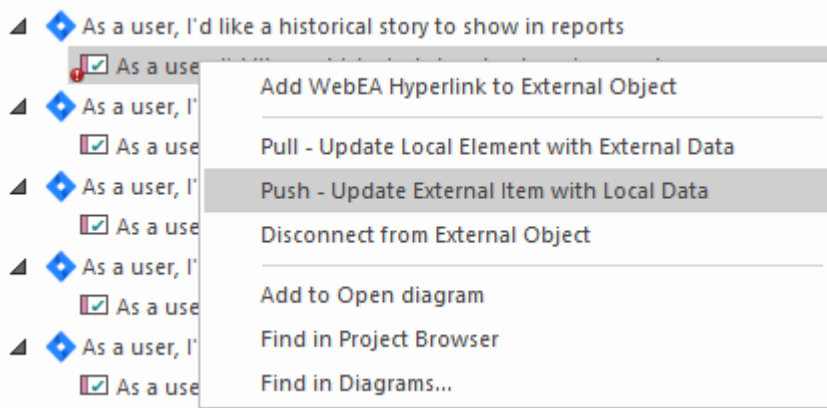 As a user, I'd like a historical story to show in reports
As a use
Add WebEA Hyperlink to External Object
As a user, I'
As a use
Pull - Update Local Element with External Data
As a user, I'
Push - Update External Item with Local Data
As a use
Disconnect from External Object
As a user, I'
As a use
Add to Open diagram
As a user, I'
Find in Project Browser
As a use
Find in Diagrams...